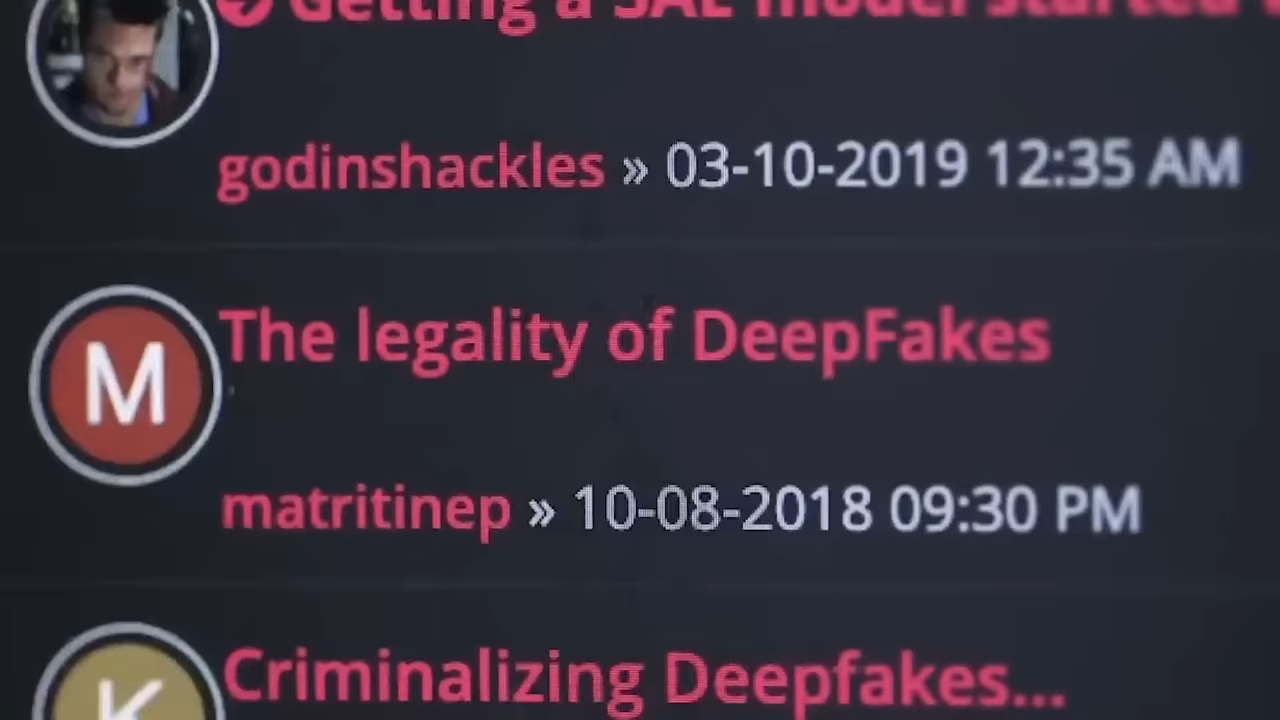 Getting a SAE model started
godinshackles » 03-10-2019 12:35 AM
M
The legality of DeepFakes
matritinep » 10-08-2018 09:30 PM
K
Criminalizing Deepfakes...